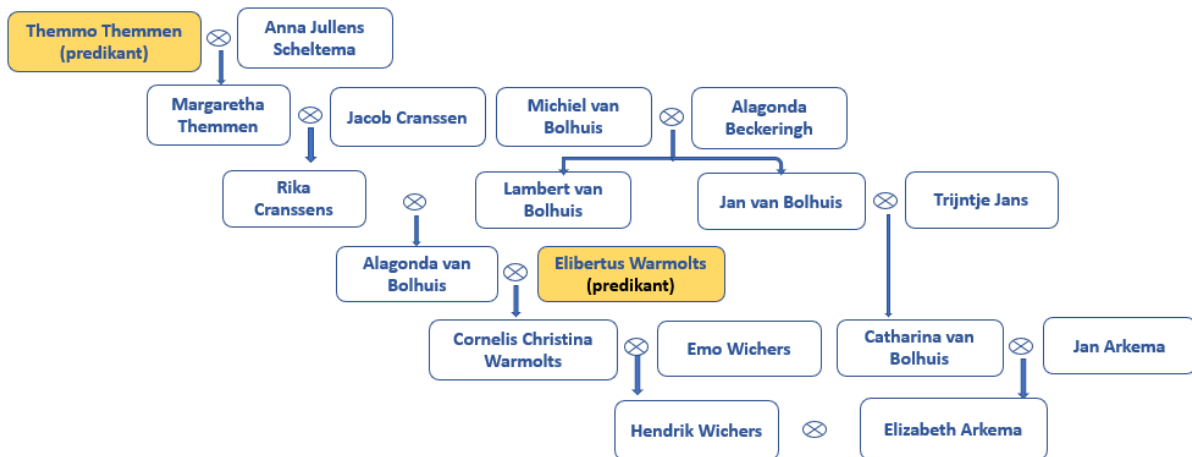 Themmo Themmen
(predikant)
Anna Jullens
Scheltema
Margaretha
Themmen
Jacob Cranssen
Michiel van
Bolhuis
Alagonda
Beckeringh
Rika
Cranssens
Lambert van
Bolhuis
Jan van Bolhuis
Trijntje Jans
Alagonda van
Bolhuis
Elibertus Warmolts
(predikant)
Cornelis Christina
Warmolts
Emo Wichers
Catharina van
Bolhuis
Jan Arkema
Hendrik Wichers
Elizabeth Arkema